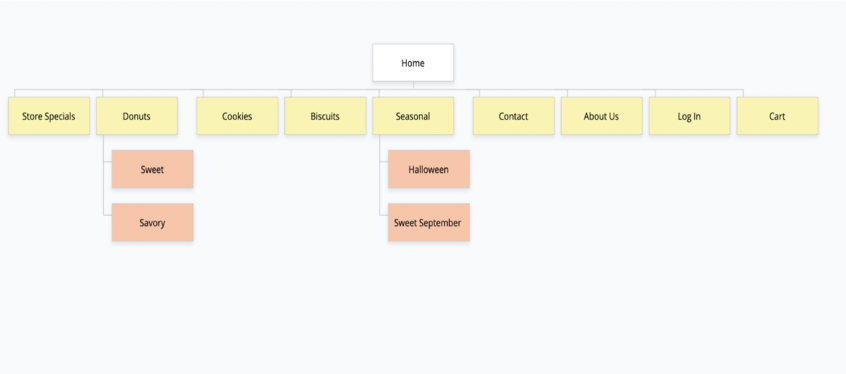 Home
Store Specials
Donuts
Cookies
Biscuits
Seasonal
Contact
About Us
Log In
Cart
Sweet
Halloween
Savory
Sweet September